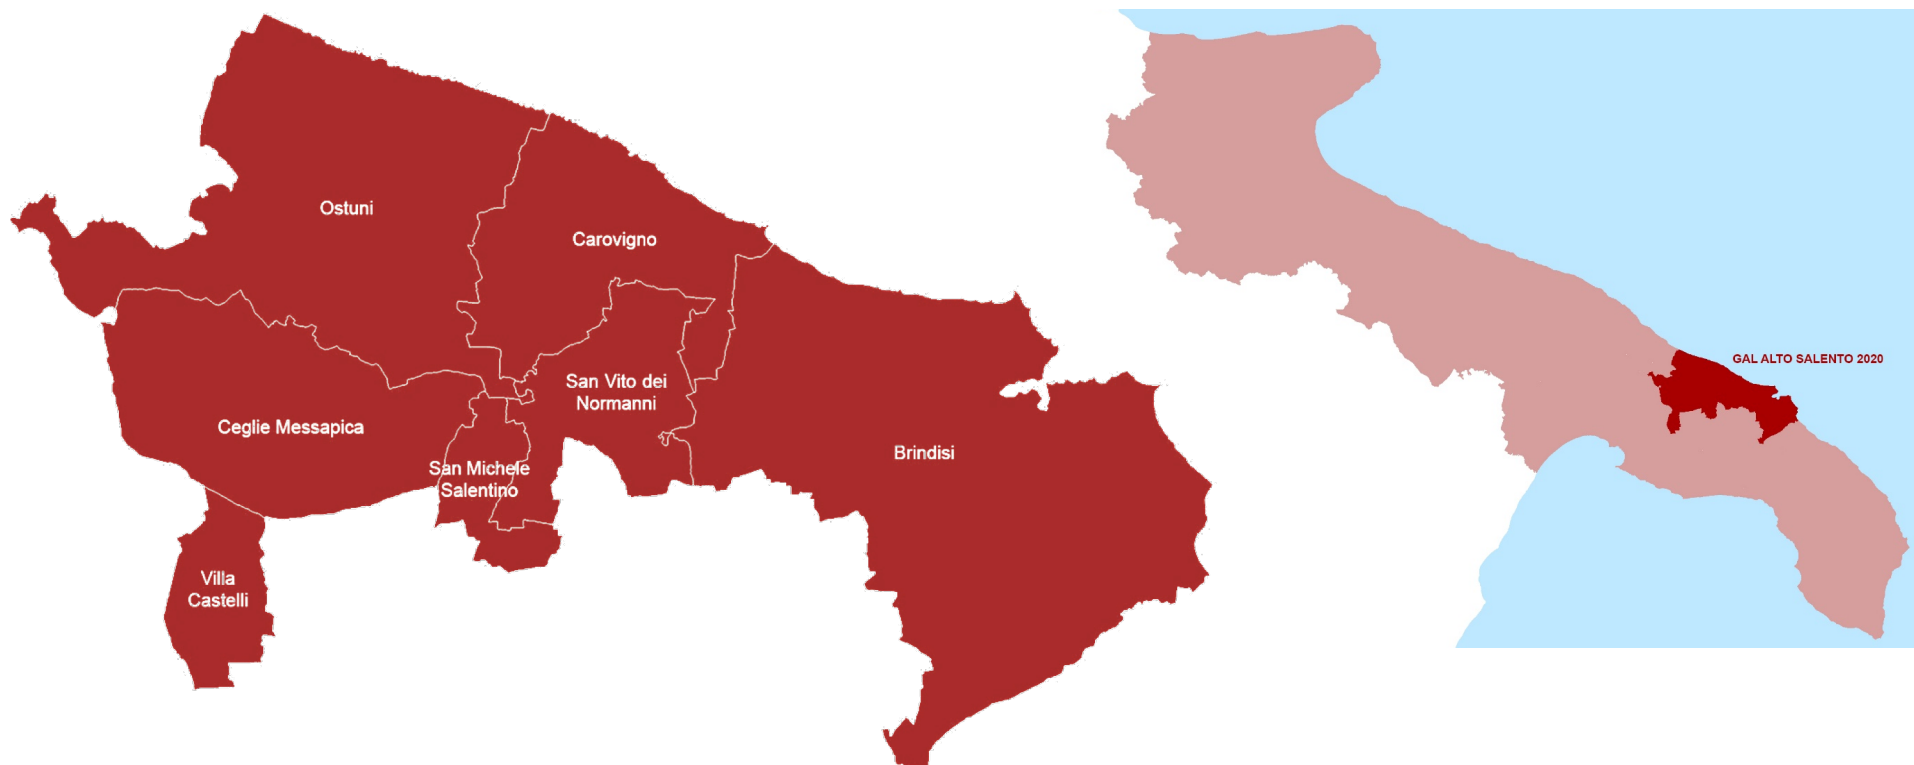 Ostuni
Carovigno
San Vito dei
Normanni
Ceglie Messapica
San Michele
Salentino
Brindisi
Villa
Castelli
GAL ALTO SALENTO 2020